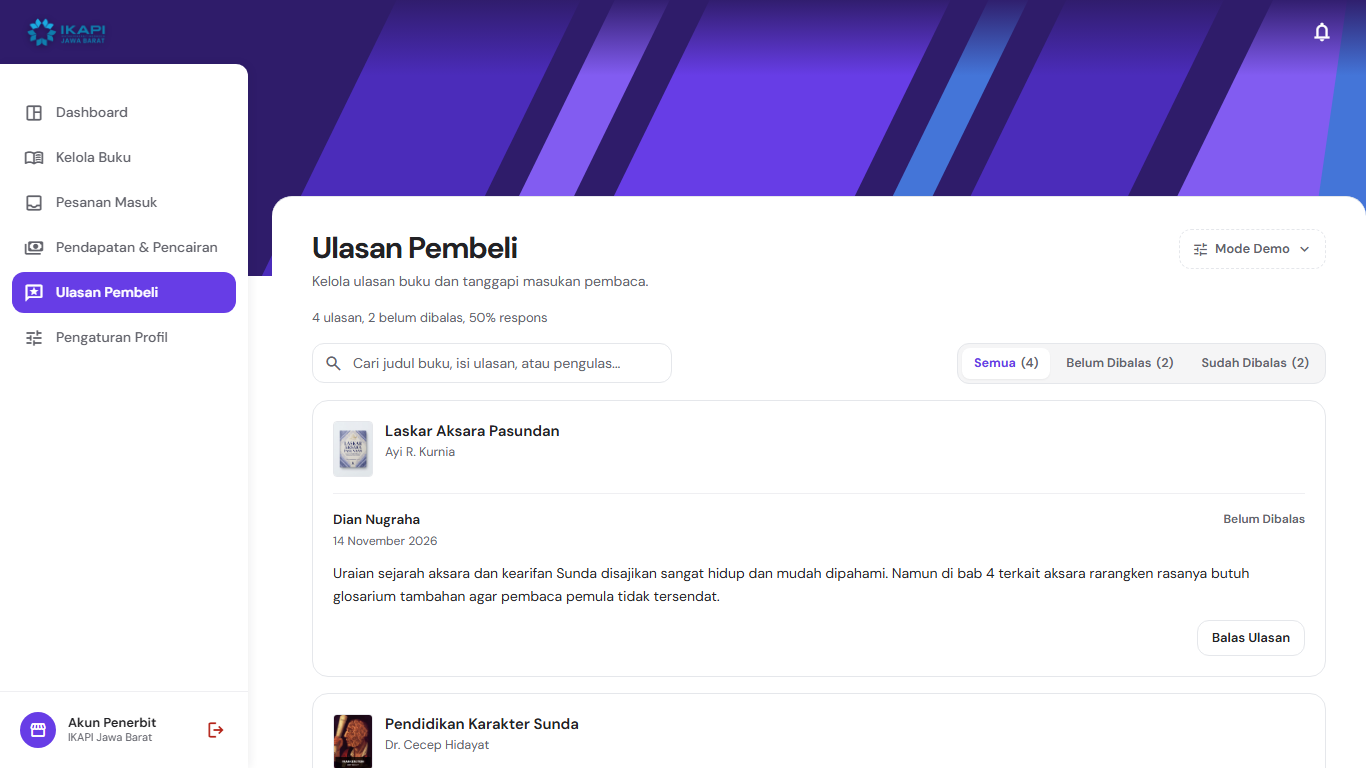 IKAPI
JAWA BARAT
Dashboard
Kelola Buku
Pesanan Masuk
Pendapatan & Pencairan
Ulasan Pembeli
Pengaturan Profil
Akun Penerbit
IKAPI Jawa Barat
Ulasan Pembeli
Mode Demo
Kelola ulasan buku dan tanggapi masukan pembaca.
4 ulasan, 2 belum dibalas, 50% respons
Cari judul buku, isi ulasan, atau pengulas...
Semua (4)
Belum Dibalas (2)
Sudah Dibalas (2)
LASKAR
AKSARA
PASUNDAN
Laskar Aksara Pasundan
Ayi R. Kurnia
Dian Nugraha
Belum Dibalas
14 November 2026
Uraian sejarah aksara dan kearifan Sunda disajikan sangat hidup dan mudah dipahami. Namun di bab 4 terkait aksara rarangken rasanya butuh
glosarium tambahan agar pembaca pemula tidak tersendat.
Balas Ulasan
Pendidikan Karakter Sunda
Dr. Cecep Hidayat